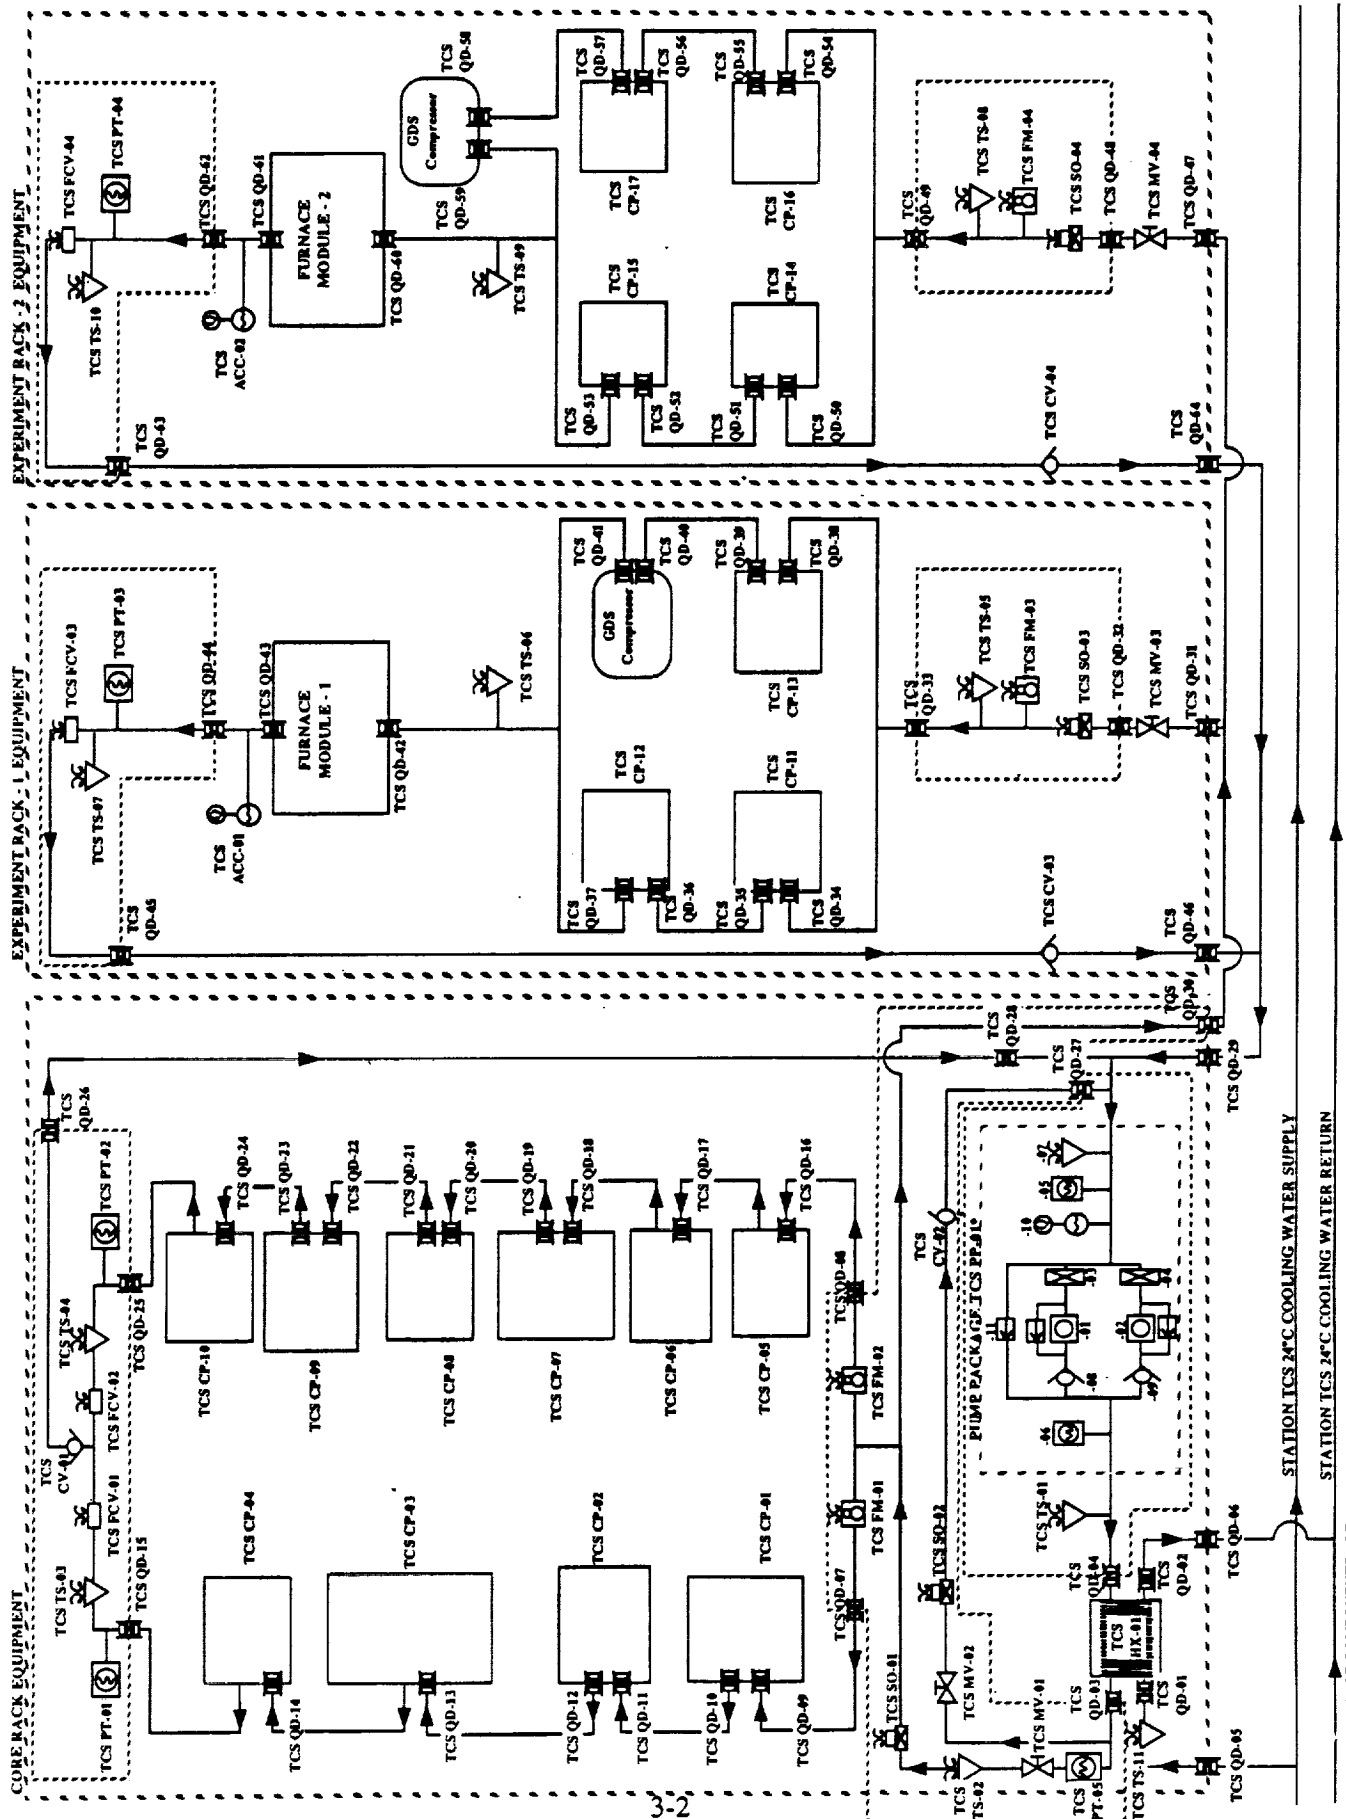 CORE RACK EQUIPMENT
EXPERIMENT RACK - 1 EQUIPMENT
EXPERIMENT RACK - 2 EQUIPMENT
TCS PT-01
TCS TS-03
TCS QD-15
TCS FCV-01
TCS
CV-01
TCS FCV-02
TCS TS-04
TCS QD-25
TCS PT-02
TCS
QD-26
TCS CP-04
TCS CP-03
TCS CP-02
TCS CP-01
TCS QD-14
TCS QD-13
TCS QD-12
TCS QD-11
TCS QD-10
TCS QD-09
TCS CP-10
TCS CP-09
TCS CP-08
TCS CP-07
TCS CP-06
TCS CP-05
TCS QD-24
TCS QD-23
TCS QD-22
TCS QD-21
TCS QD-20
TCS QD-19
TCS QD-18
TCS QD-17
TCS QD-16
TCS QD-07
TCS FM-01
TCS FM-02
TCS QD-08
TCS SO-01
TCS SO-02
TCS
TS-02
TCS MV-02
TCS MV-01
TCS
PT-05
TCS
QD-03
TCS
QD-01
TCS TS-11
TCS
HX-01
TCS
QD-04
TCS
QD-02
TCS QD-05
TCS QD-06
TCS TS-01
PUMP PACKAGE TCS PP-01
-06
-08
-09
-11
-01
-02
-03
-04
-10
-05
-07
TCS
CV-02
TCS
QD-27
TCS
QD-28
TCS QD-29
TCS
QD-30
TCS
QD-45
TCS TS-07
TCS FCV-03
TCS PT-03
TCS QD-44
TCS
ACC-01
TCS QD-43
FURNACE
MODULE - 1
TCS QD-42
TCS TS-06
TCS
QD-37
TCS
QD-36
TCS
CP-12
TCS
QD-35
TCS
QD-34
TCS
CP-11
GDS
Compressor
TCS
QD-41
TCS
QD-40
TCS
QD-39
TCS
QD-38
TCS
CP-13
TCS
QD-33
TCS TS-05
TCS FM-03
TCS SO-03
TCS QD-32
TCS MV-03
TCS QD-31
TCS CV-03
TCS
QD-46
TCS
QD-63
TCS TS-10
TCS FCV-04
TCS PT-04
TCS QD-62
TCS
ACC-02
TCS QD-61
FURNACE
MODULE - 2
TCS QD-60
TCS TS-09
TCS
QD-59
GDS
Compressor
TCS
QD-58
TCS
QD-57
TCS
QD-56
TCS
CP-17
TCS
QD-55
TCS
QD-54
TCS
CP-16
TCS
CP-15
TCS
QD-53
TCS
QD-52
TCS
CP-14
TCS
QD-51
TCS
QD-50
TCS
QD-49
TCS TS-08
TCS FM-04
TCS SO-04
TCS QD-48
TCS MV-04
TCS QD-47
TCS CV-04
TCS
QD-64
STATION TCS 24°C COOLING WATER SUPPLY
STATION TCS 24°C COOLING WATER RETURN
3-2